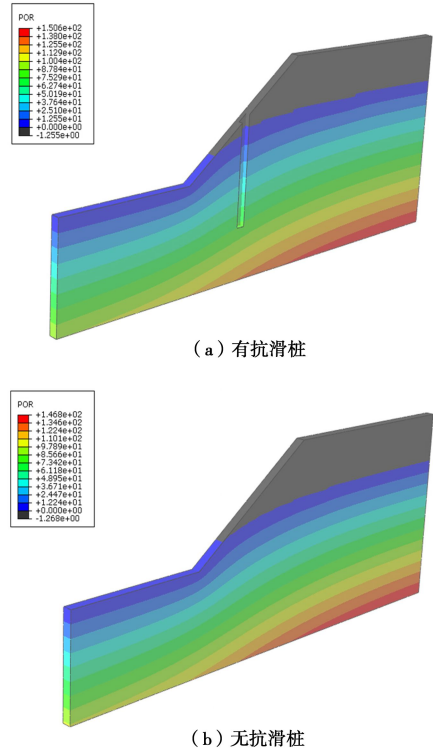 POR
+1.506e+02
+1.380e+02
+1.255e+02
+1.129e+02
+1.004e+02
+8.784e+01
+7.529e+01
+6.274e+01
+5.019e+01
+3.764e+01
+2.510e+01
+1.255e+01
+0.000e+00
-1.255e+00
(a)有抗滑桩
POR
+1.468e+02
+1.346e+02
+1.224e+02
+1.101e+02
+9.789e+01
+8.566e+01
+7.342e+01
+6.118e+01
+4.895e+01
+3.671e+01
+2.447e+01
+1.224e+01
+0.000e+00
-1.268e+00
(b)无抗滑桩